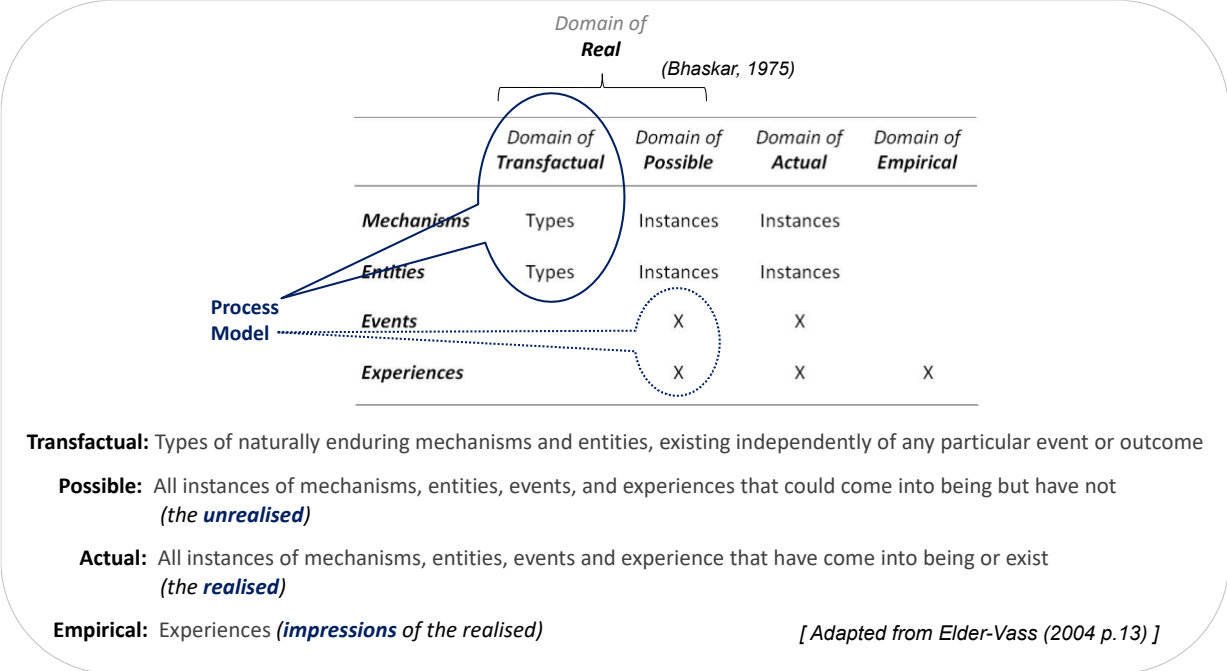 Domain of
Real
(Bhaskar, 1975)
Domain of Domain of Domain of Domain of
Transfactual Possible Actual Empirical
Mechanisms Types Instances Instances
Entities Types Instances Instances
Process
Model
Events X X
Experiences X X X
Transfactual: Types of naturally enduring mechanisms and entities, existing independently of any particular event or outcome
Possible: All instances of mechanisms, entities, events, and experiences that could come into being but have not
(the unrealised)
Actual: All instances of mechanisms, entities, events and experience that have come into being or exist
(the realised)
Empirical: Experiences (impressions of the realised)
[ Adapted from Elder-Vass (2004 p.13) ]